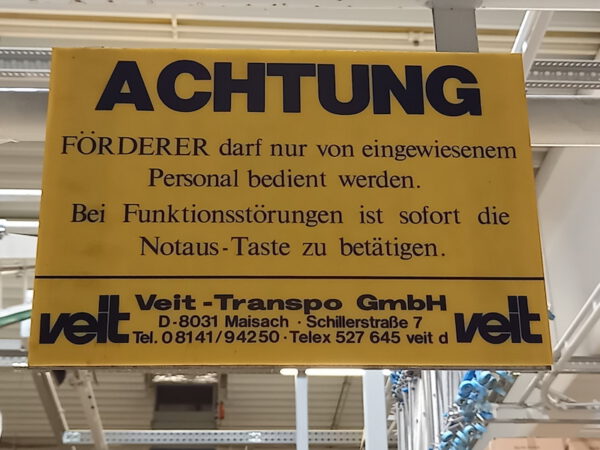 ACHTUNG
FÖRDERER darf nur von eingewiesenem
Personal bedient werden.
Bei Funktionsstörungen ist sofort die
Notaus-Taste zu betätigen.
veit
Veit-Transpo GmbH
D-8031 Maisach · Schillerstraße 7
Tel. 08141/94250 · Telex 527 645 veit d
veit